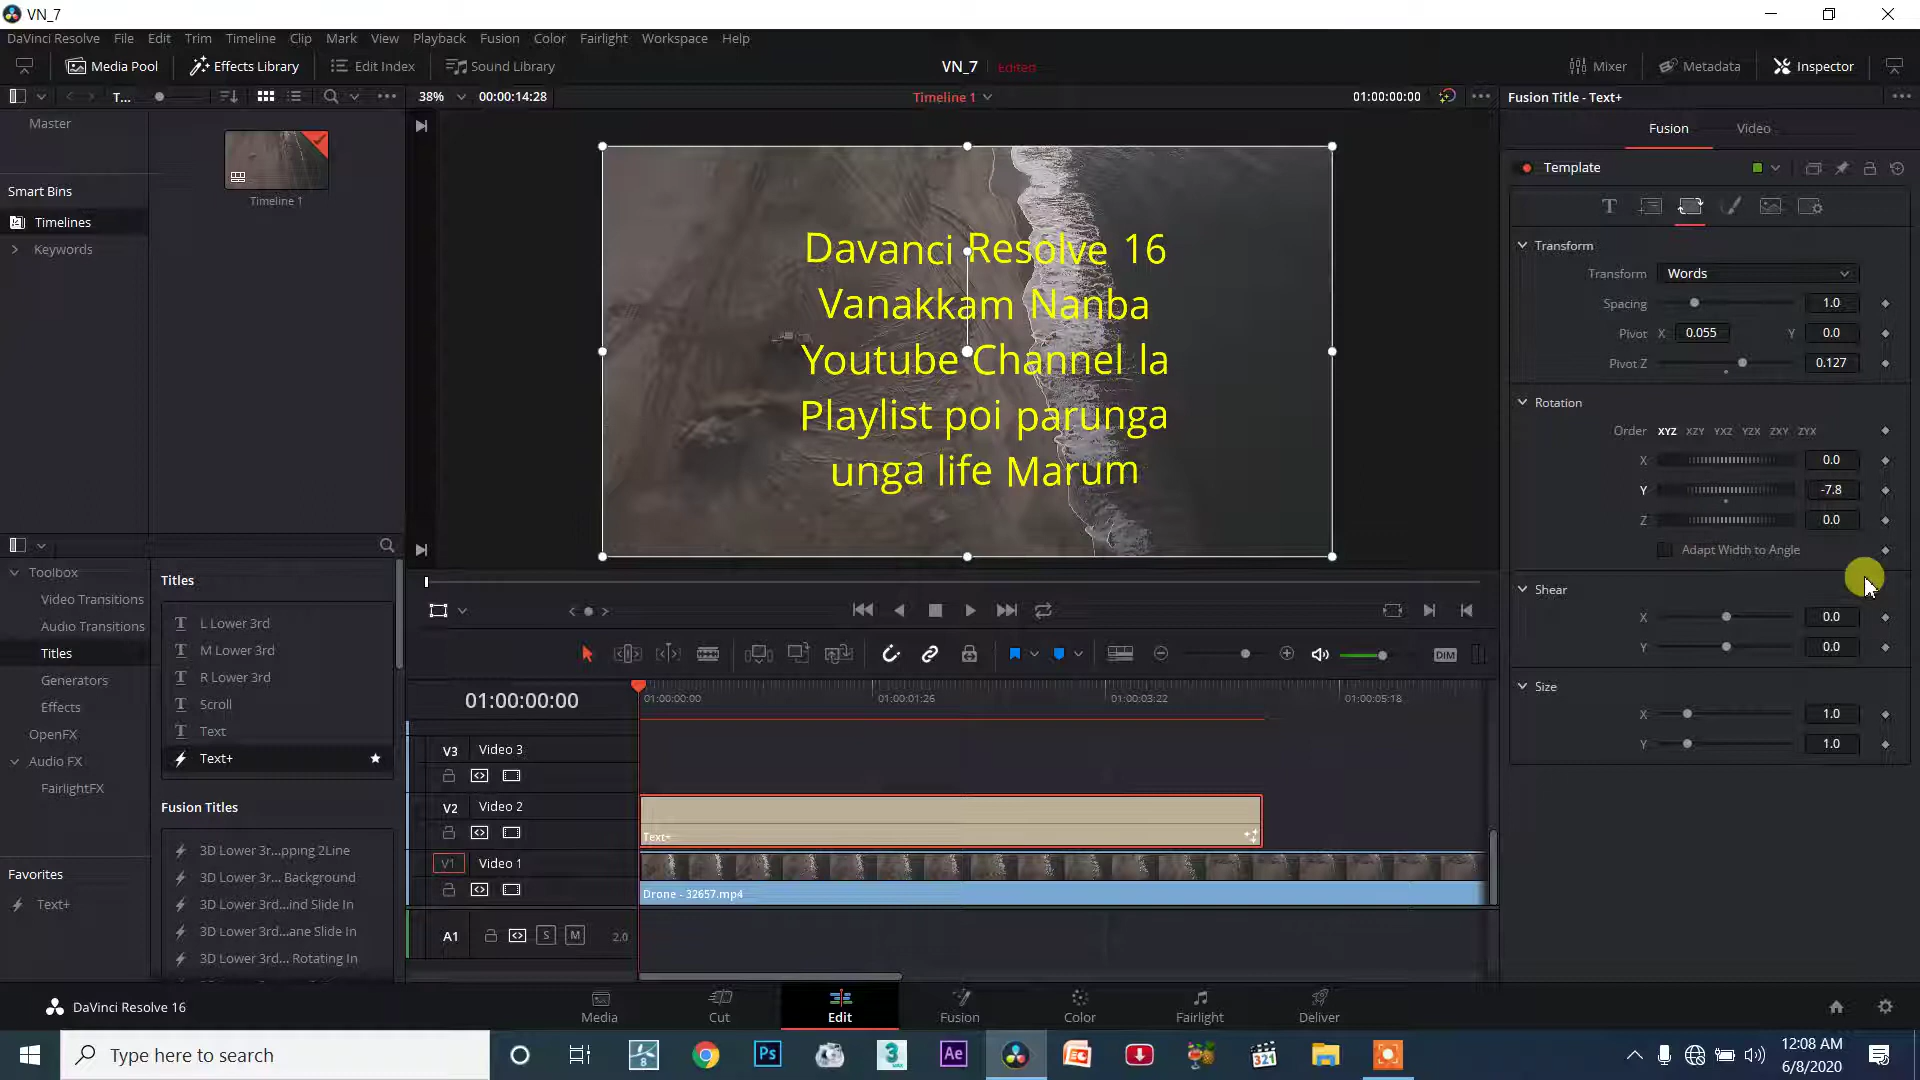 VN_7
DaVinci Resolve File Edit Trim Timeline Clip Mark View Playback Fusion Color Fairlight Workspace Help
Media Pool Effects Library Edit Index Sound Library VN_7 Edited Mixer Metadata Inspector
T... 38% 00:00:14:28 Timeline 1 01:00:00:00 Fusion Title - Text+
Master
Smart Bins
Timelines
Keywords
Timeline 1
Davanci Resolve 16
Vanakkam Nanba
Youtube Channel la
Playlist poi parunga
unga life Marum
Fusion Video
Template
Transform
Transform Words
Spacing 1.0
Pivot X 0.055 Y 0.0
Pivot Z 0.127
Rotation
Order XYZ XZY YXZ YZX ZXY ZYX
X 0.0
Y -7.8
Z 0.0
Adapt Width to Angle
Shear
X 0.0
Y 0.0
Size
X 1.0
Y 1.0
Toolbox
Video Transitions
Audio Transitions
Titles
Generators
Effects
OpenFX
Audio FX
FairlightFX
Favorites
Text+
Titles
L Lower 3rd
M Lower 3rd
R Lower 3rd
Scroll
Text
Text+
Fusion Titles
3D Lower 3r...pping 2Line
3D Lower 3r... Background
3D Lower 3rd...ind Slide In
3D Lower 3rd...ane Slide In
3D Lower 3rd... Rotating In
DIM
01:00:00:00 01:00:00:00 01:00:01:26 01:00:03:22 01:00:05:18
V3 Video 3
V2 Video 2
Text+
V1 Video 1
Drone - 32657.mp4
A1 S M 2.0
DaVinci Resolve 16 Media Cut Edit Fusion Color Fairlight Deliver
Type here to search
Ps
3
Ae
321
12:08 AM
6/8/2020